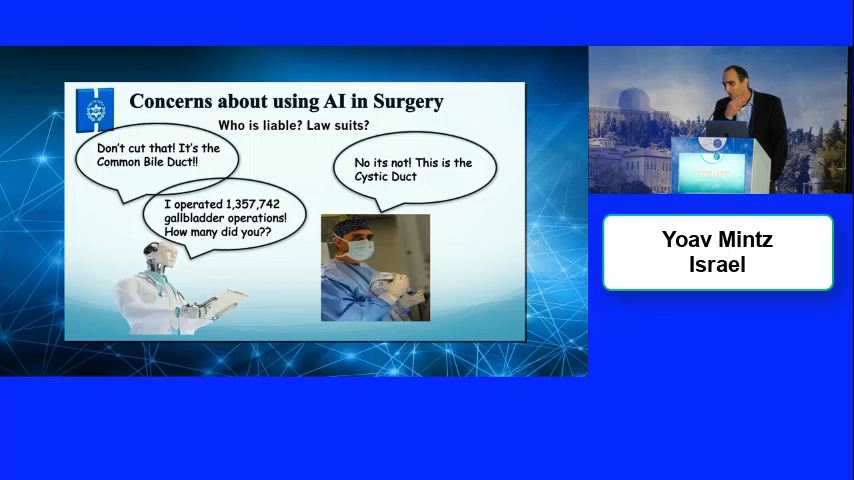 Concerns about using AI in Surgery
Who is liable? Law suits?
Don't cut that! It's the
Common Bile Duct!!
I operated 1,357,742
gallbladder operations!
How many did you??
No its not! This is the
Cystic Duct
Yoav Mintz
Israel